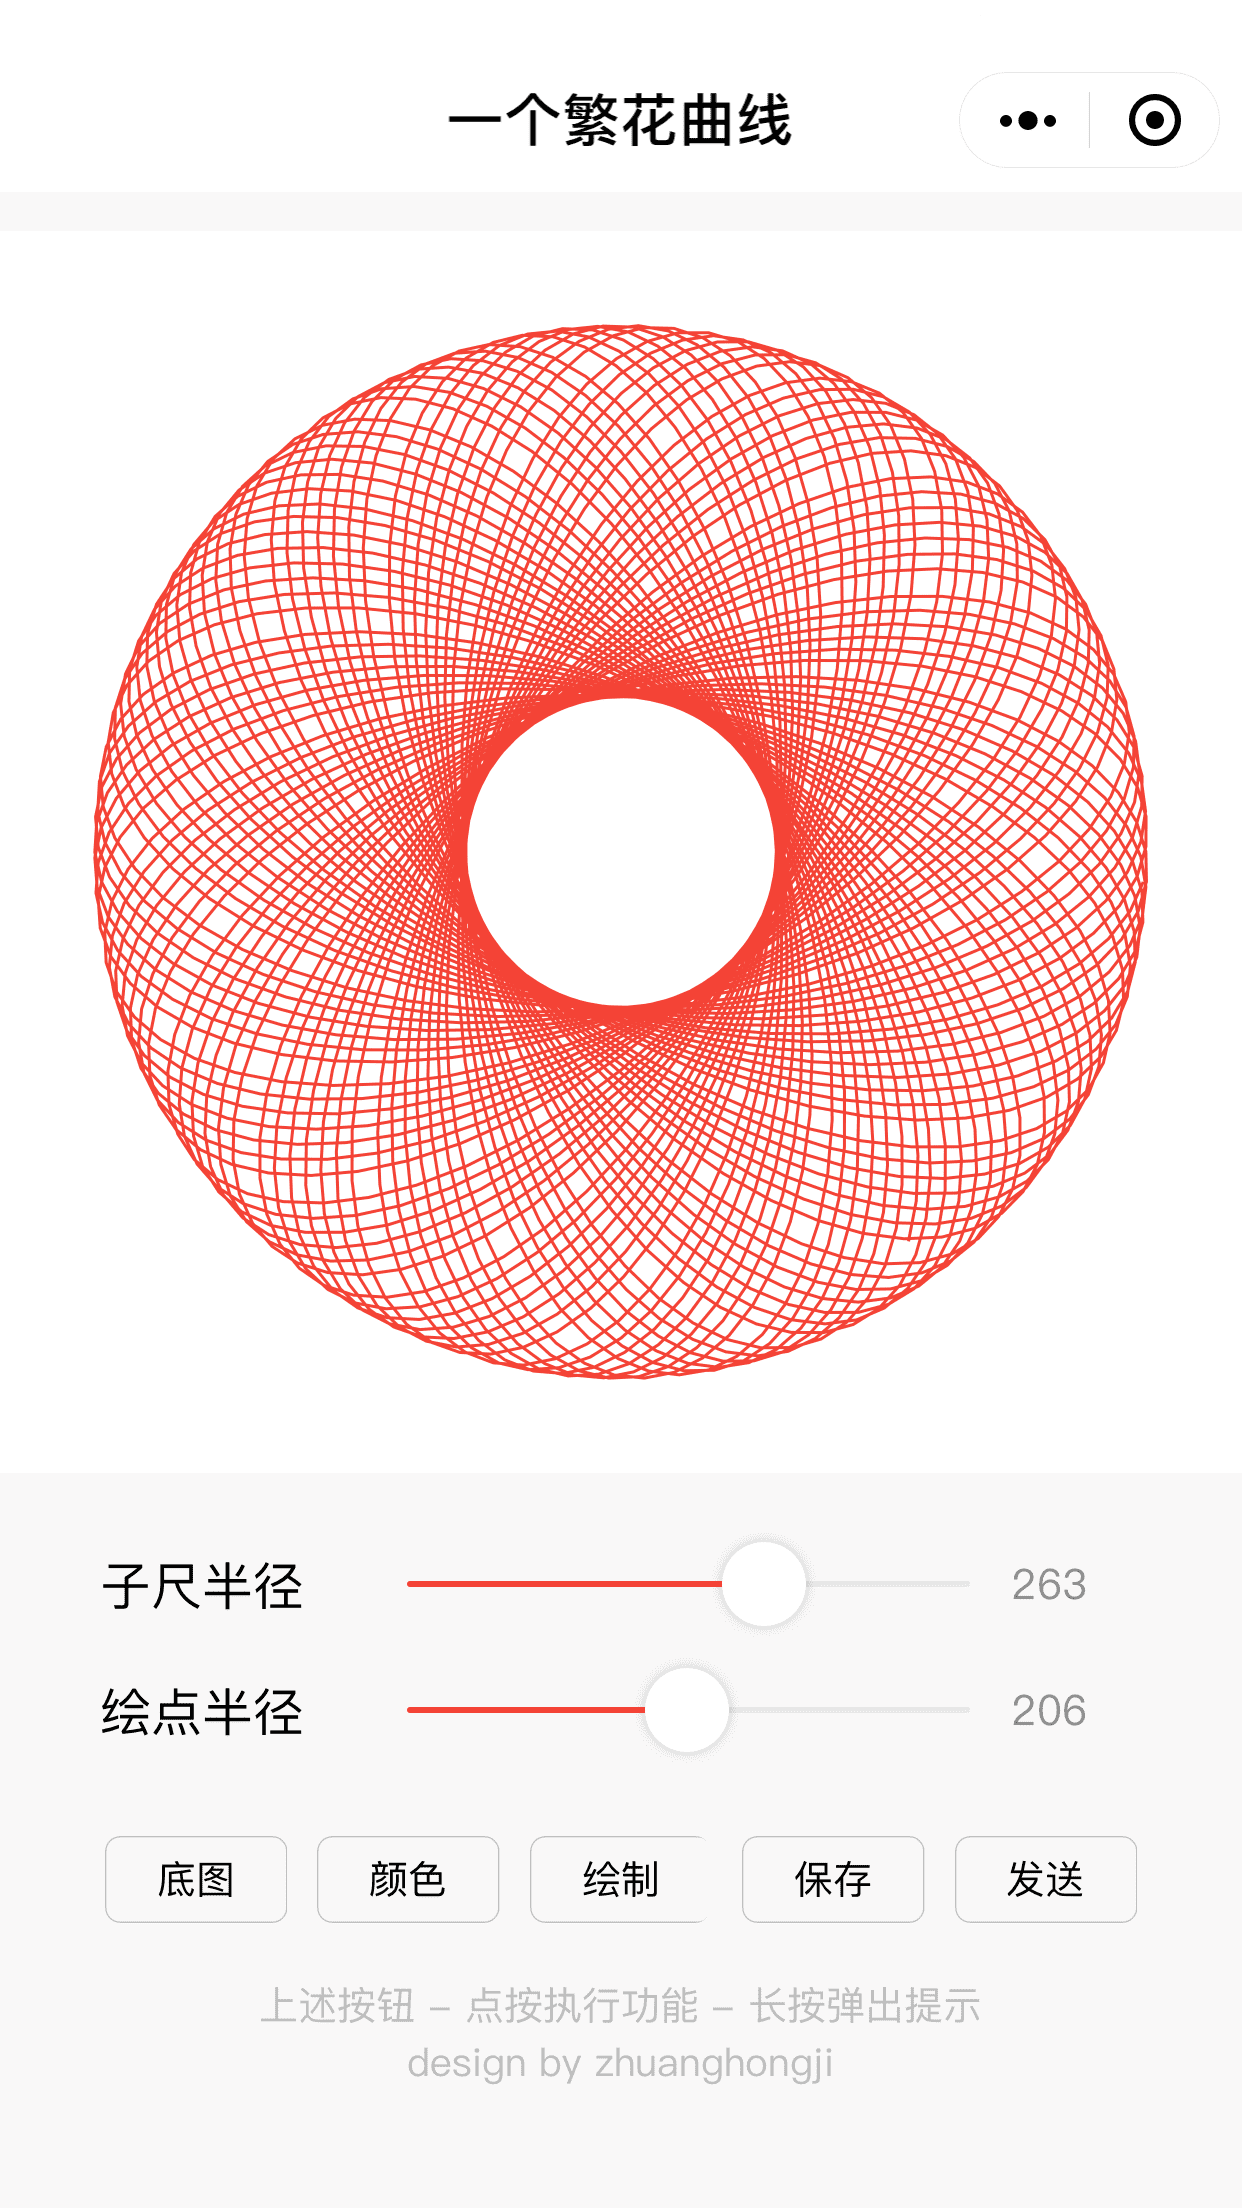 一个繁花曲线
子尺半径 263
绘点半径 206
底图 颜色 绘制 保存 发送
上述按钮 – 点按执行功能 – 长按弹出提示
design by zhuanghongji